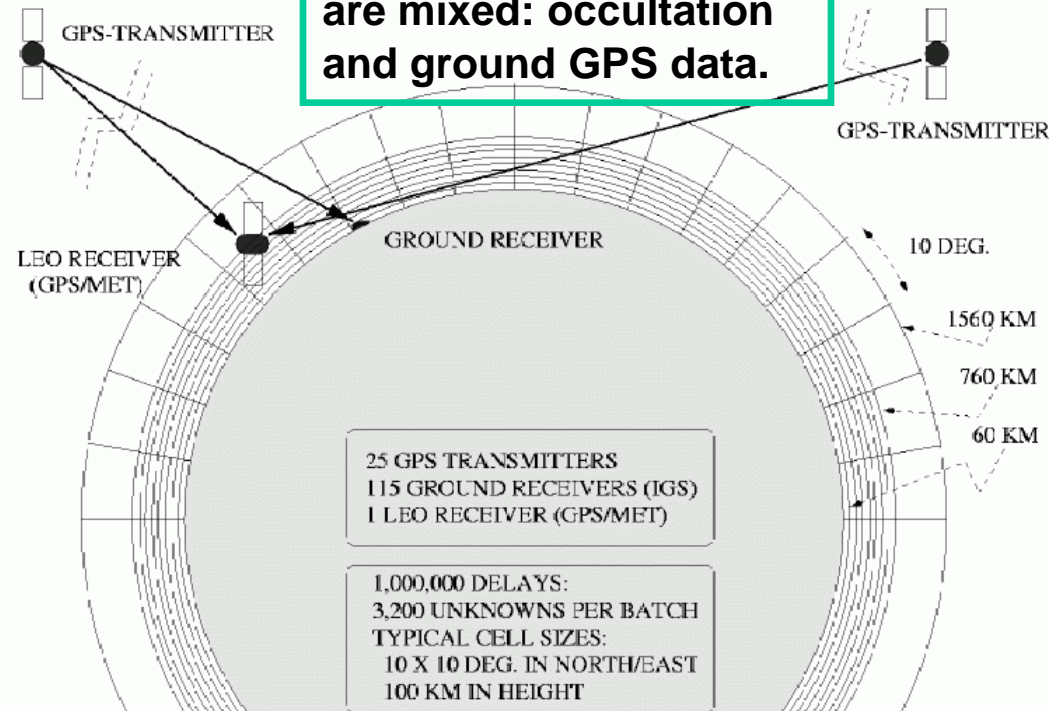 are mixed: occultation
and ground GPS data.
GPS-TRANSMITTER
GPS-TRANSMITTER
LEO RECEIVER
(GPS/MET)
GROUND RECEIVER
10 DEG.
1560 KM
760 KM
60 KM
25 GPS TRANSMITTERS
115 GROUND RECEIVERS (IGS)
1 LEO RECEIVER (GPS/MET)
1,000,000 DELAYS:
3,200 UNKNOWNS PER BATCH
TYPICAL CELL SIZES:
10 X 10 DEG. IN NORTH/EAST
100 KM IN HEIGHT